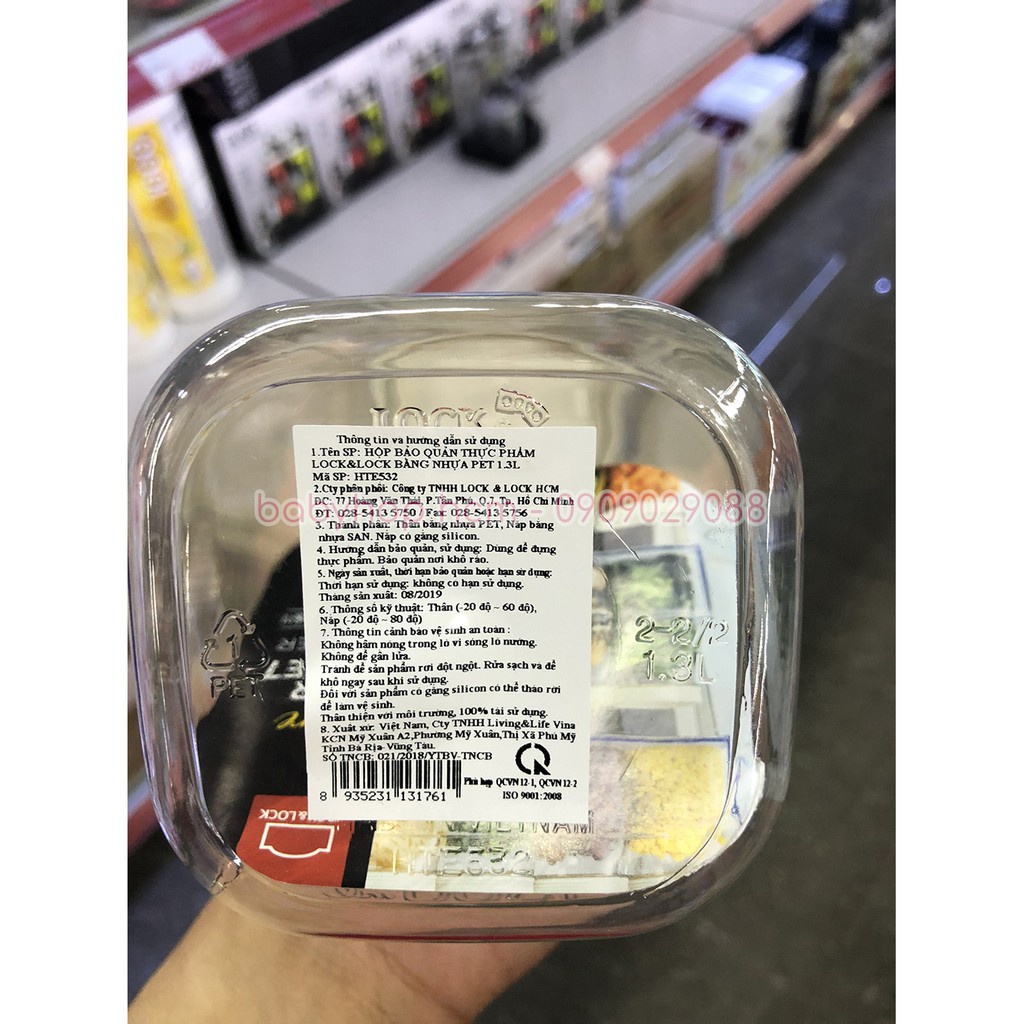 LOCK
Thông tin va hướng dẫn sử dụng
1.Tên SP: HỘP BẢO QUẢN THỰC PHẨM
LOCK&LOCK BẰNG NHỰA PET 1.3L
Mã SP: HTE532
2.Cty phân phối: Công ty TNHH LOCK & LOCK HCM
ĐC: 77 Hoàng Văn Thái, P.Tân Phú, Q.7, Tp. Hồ Chí Minh
0909029088
ĐT: 028-5413 5750 / Fax: 028-5413 5756
3. Thành phần: Thân bằng nhựa PET, Nắp bằng
nhựa SAN. Nắp có gắng silicon.
4. Hướng dẫn bảo quản, sử dụng: Dùng để đựng
thực phẩm. Bảo quản nơi khô ráo.
5. Ngày sản xuất, thời hạn bảo quản hoặc hạn sử dụng:
Thời hạn sử dụng: không có hạn sử dụng.
Tháng sản xuất: 08/2019
6. Thông số kỹ thuật: Thân (-20 độ ~ 60 độ),
Nắp (-20 độ ~ 80 độ)
7. Thông tin cảnh báo vệ sinh an toàn :
Không hâm nóng trong lò vi sóng lò nướng.
Không để gần lửa.
Tránh để sản phẩm rơi đột ngột. Rửa sạch và để
khô ngay sau khi sử dụng.
Đối với sản phẩm có gắng silicon có thể tháo rời
để làm vệ sinh.
Thân thiện với môi trường, 100% tái sử dụng.
8. Xuất xứ: Việt Nam, Cty TNHH Living&Life Vina
KCN Mỹ Xuân A2,Phường Mỹ Xuân,Thị Xã Phú Mỹ
Tỉnh Bà Rịa-Vũng Tàu.
SỐ TNCB: 021/2018/YTBV-TNCB
Phù hợp QCVN 12-1, QCVN 12-2
ISO 9001:2008
8 935231 131761
1
PET
2-2/2
1.3L
VIETNAM
HTE532